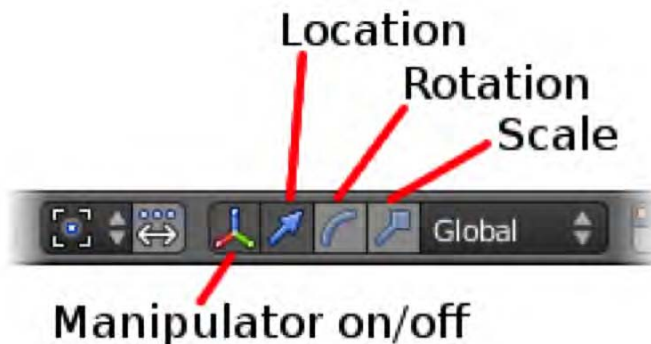 Location
Rotation
Scale
Global
Manipulator on/off